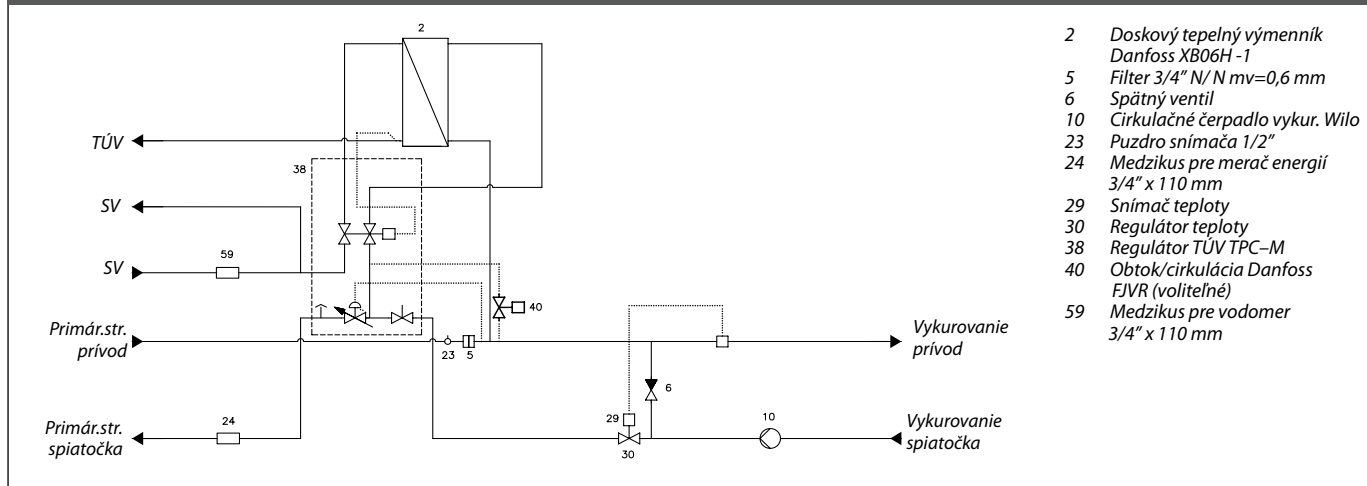 2
TÚV
38
SV
SV
59
40
Primár.str.
prívod
23
5
Vykurovanie
prívod
6
Primár.str.
spiatočka
24
29
30
10
Vykurovanie
spiatočka
2 Doskový tepelný výmenník
Danfoss XB06H -1
5 Filter 3/4" N/ N mv=0,6 mm
6 Spätný ventil
10 Cirkulačné čerpadlo vykur. Wilo
23 Puzdro snímača 1/2"
24 Medzikus pre merač energií
3/4" x 110 mm
29 Snímač teploty
30 Regulátor teploty
38 Regulátor TÚV TPC–M
40 Obtok/cirkulácia Danfoss
FJVR (voliteľné)
59 Medzikus pre vodomer
3/4" x 110 mm